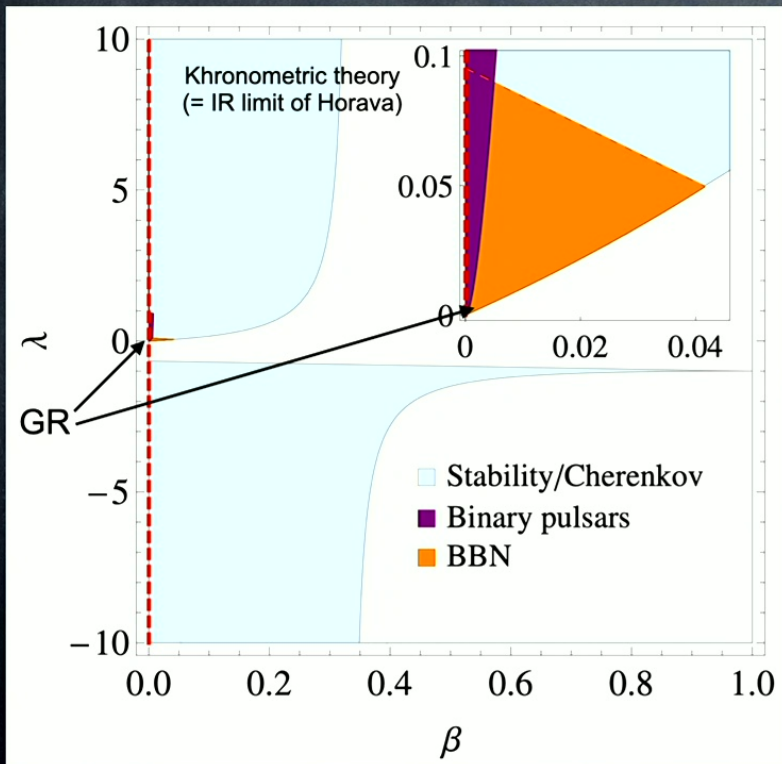 10
Khronometric theory
(= IR limit of Horava)
5
λ
0
GR
−5
−10
0.0 0.2 0.4 0.6 0.8 1.0
β
0.1
0.05
0
0 0.02 0.04
Stability/Cherenkov
Binary pulsars
BBN